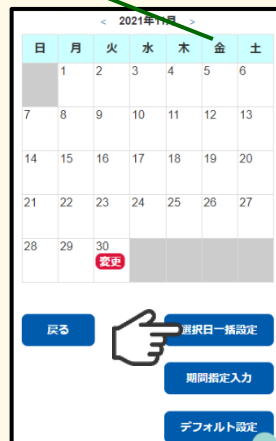 < 2021年11月 >
日 月 火 水 木 金 土
1 2 3 4 5 6
7 8 9 10 11 12 13
14 15 16 17 18 19 20
21 22 23 24 25 26 27
28 29 30
変更
戻る 選択日一括設定
期間指定入力
デフォルト設定